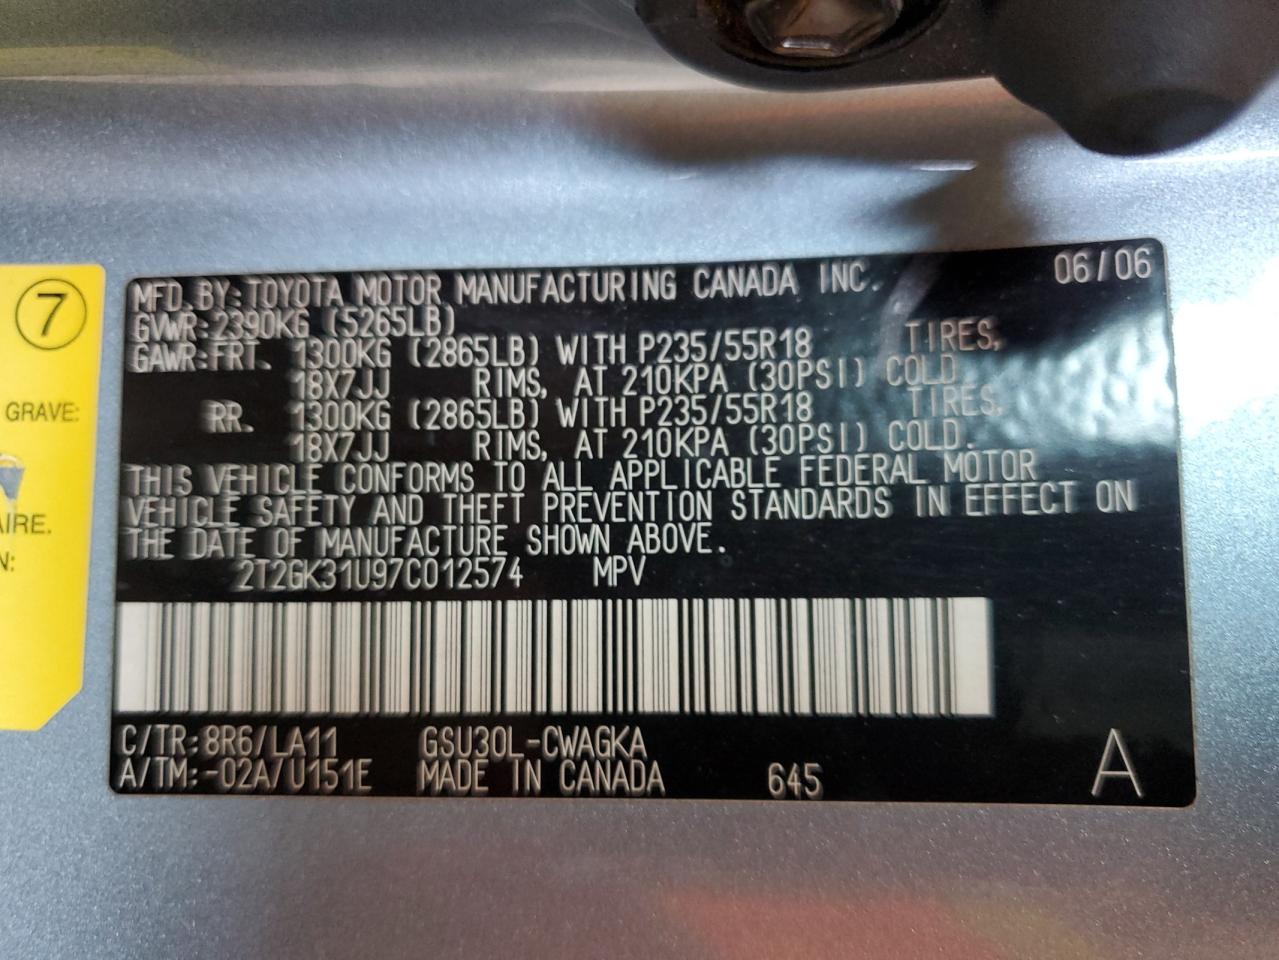 7
GRAVE:
AIRE.
N:
MFD.BY:TOYOTA MOTOR MANUFACTURING CANADA INC. 06/06
GVWR:2390KG (5265LB)
GAWR:FRT. 1300KG (2865LB) WITH P235/55R18 TIRES,
18X7JJ RIMS, AT 210KPA (30PSI) COLD
RR. 1300KG (2865LB) WITH P235/55R18 TIRES,
18X7JJ RIMS, AT 210KPA (30PSI) COLD.
THIS VEHICLE CONFORMS TO ALL APPLICABLE FEDERAL MOTOR
VEHICLE SAFETY AND THEFT PREVENTION STANDARDS IN EFFECT ON
THE DATE OF MANUFACTURE SHOWN ABOVE.
2T2GK31U97C012574 MPV
C/TR:8R6/LA11 GSU30L-CWAGKA
A/TM:-02A/U151E MADE IN CANADA 645 A